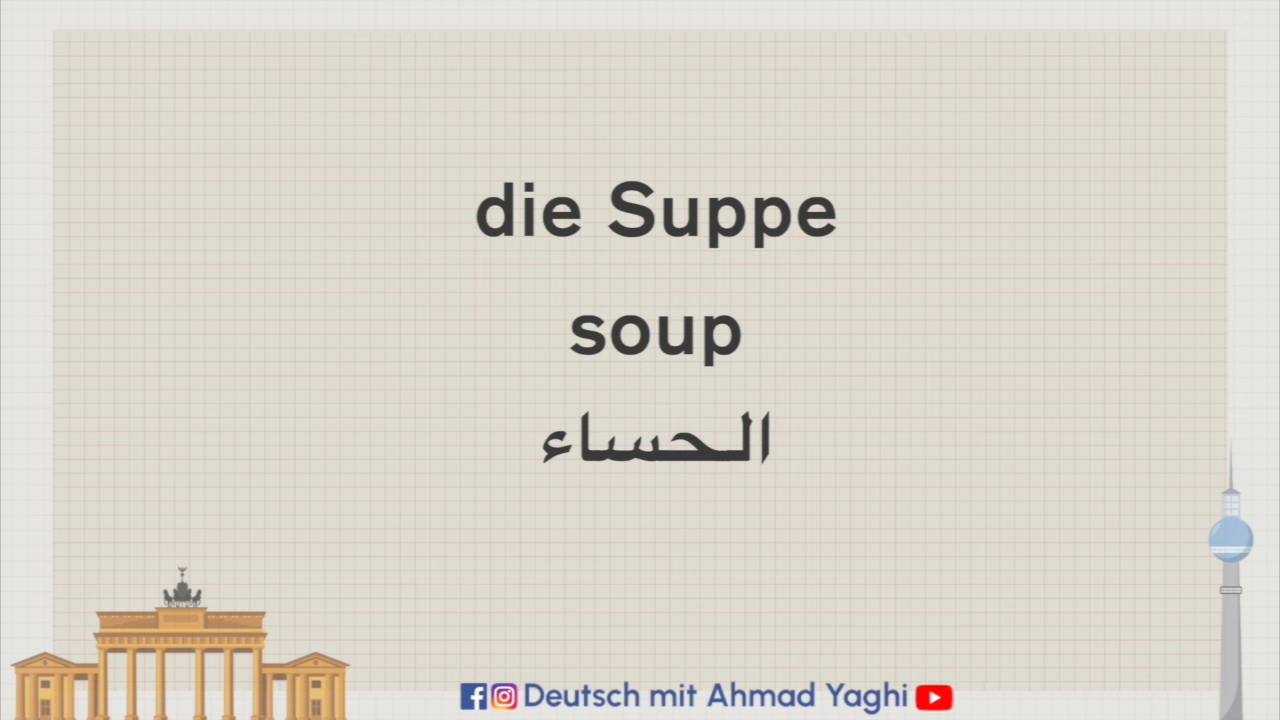 die Suppe
soup
الحساء
Deutsch mit Ahmad Yaghi